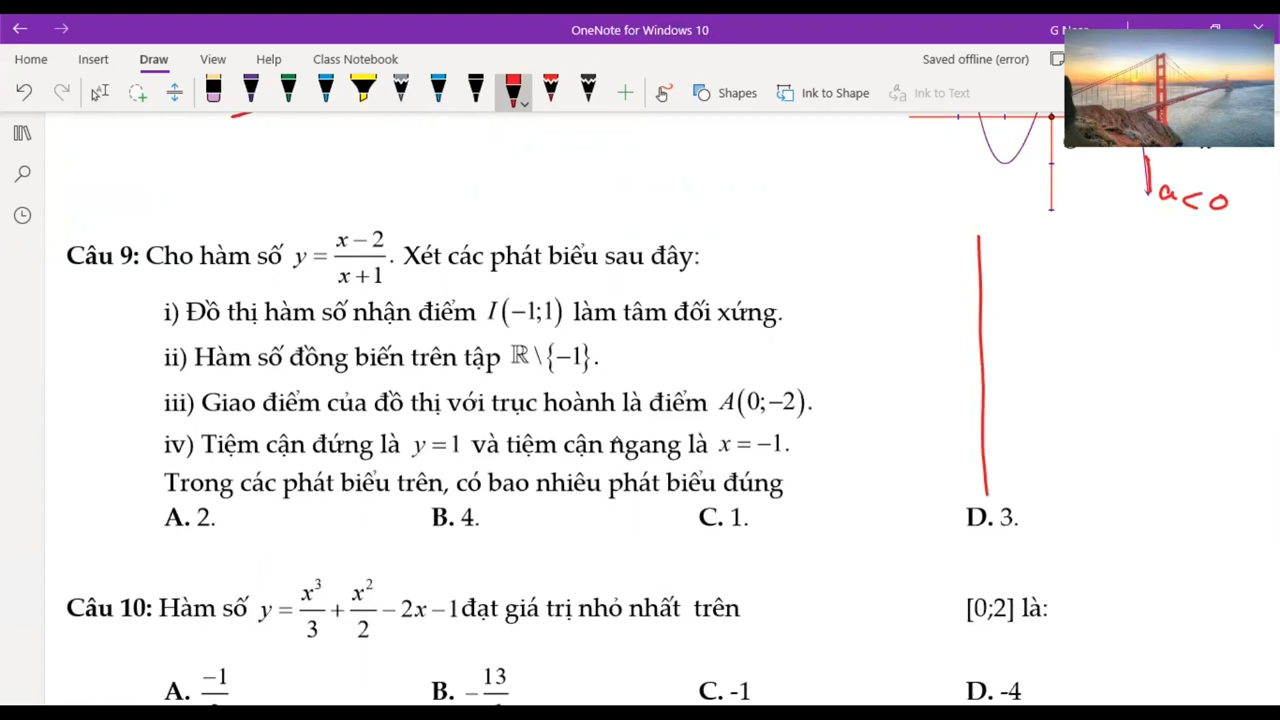 OneNote for Windows 10
Home Insert Draw View Help Class Notebook Saved offline (error)
Shapes Ink to Shape Ink to Text
a < 0
Câu 9: Cho hàm số y = \frac{x-2}{x+1}. Xét các phát biểu sau đây:
i) Đồ thị hàm số nhận điểm I(−1;1) làm tâm đối xứng.
ii) Hàm số đồng biến trên tập ℝ\{−1}.
iii) Giao điểm của đồ thị với trục hoành là điểm A(0;−2).
iv) Tiệm cận đứng là y = 1 và tiệm cận ngang là x = −1.
Trong các phát biểu trên, có bao nhiêu phát biểu đúng
A. 2. B. 4. C. 1. D. 3.
Câu 10: Hàm số y = \frac{x^3}{3} + \frac{x^2}{2} − 2x − 1 đạt giá trị nhỏ nhất trên [0;2] là:
A. −1 B. − 13 C. -1 D. -4